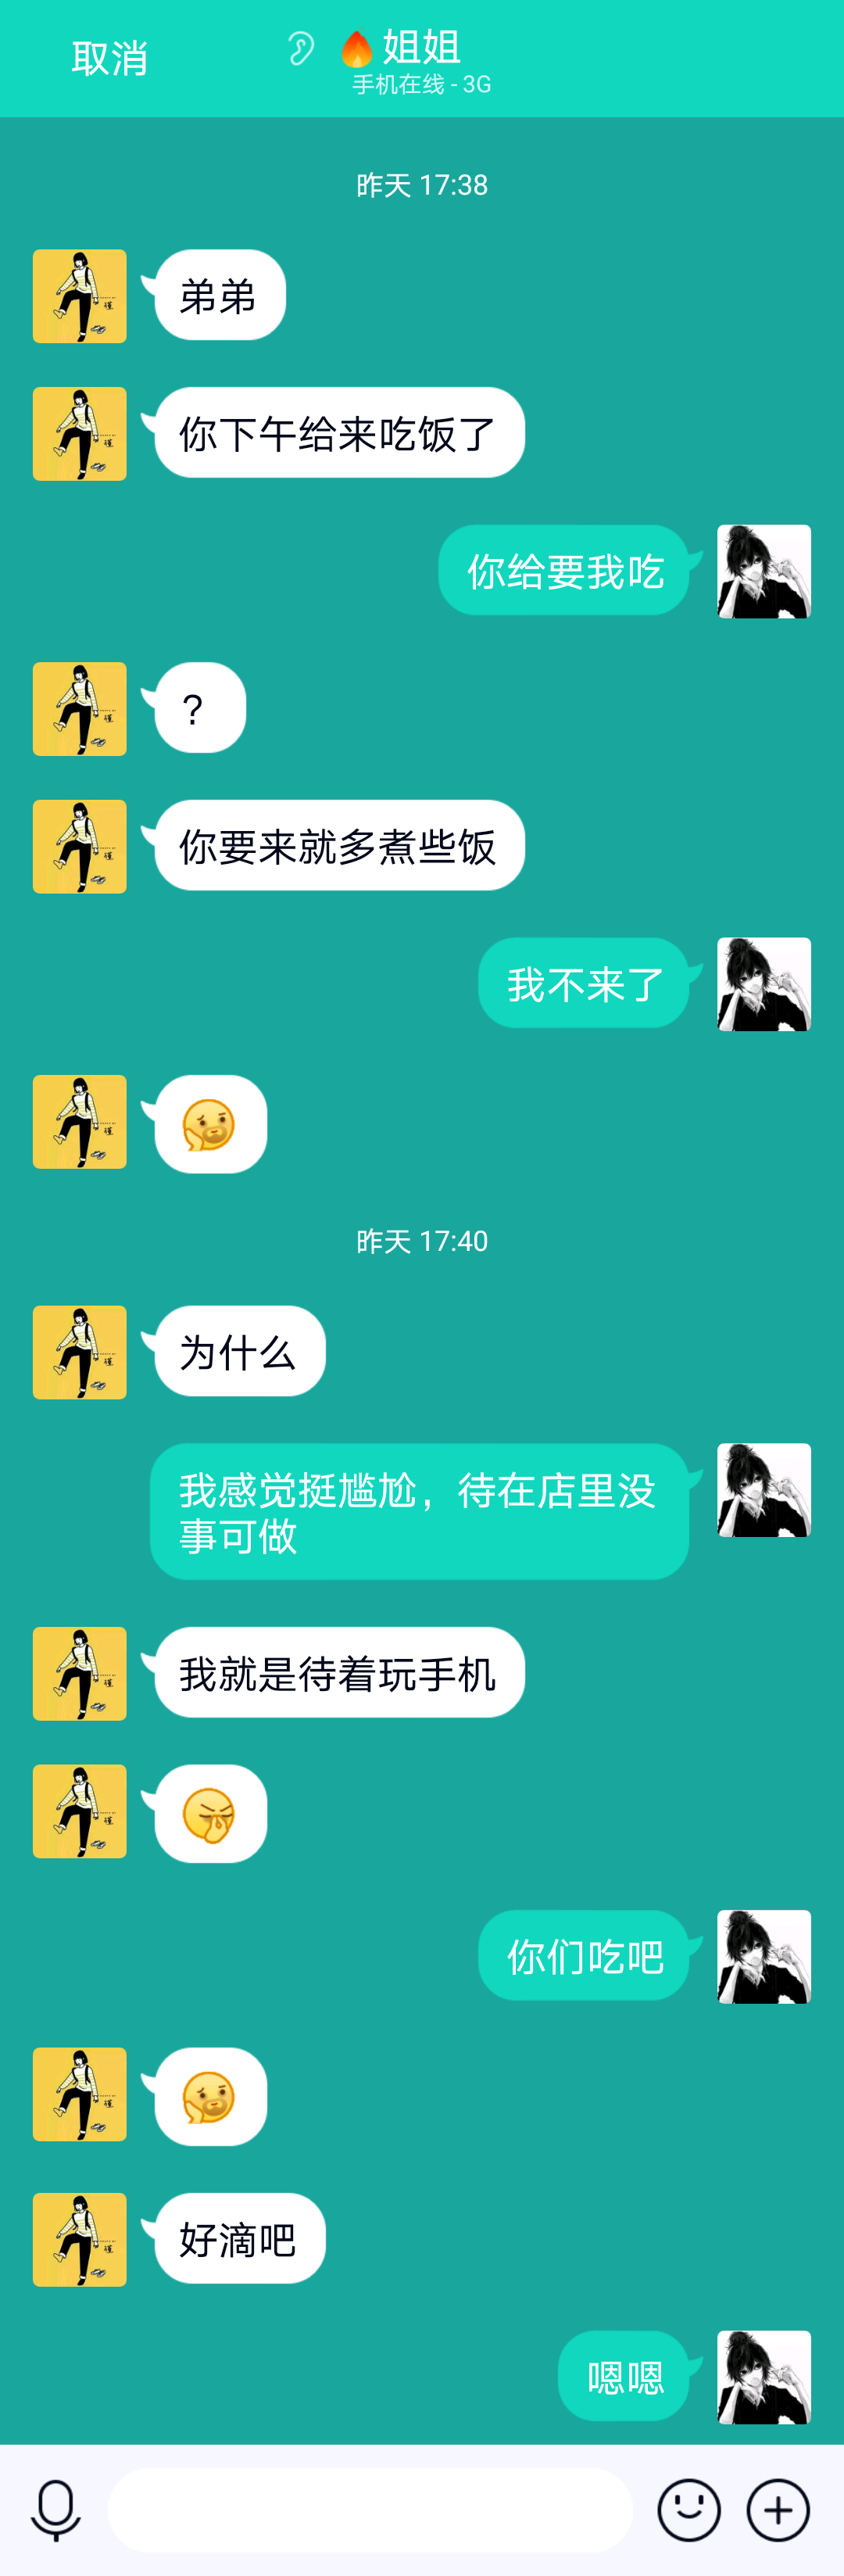 取消
姐姐
手机在线 - 3G
昨天 17:38
弟弟
你下午给来吃饭了
你给要我吃
？
你要来就多煮些饭
我不来了
昨天 17:40
为什么
我感觉挺尴尬，待在店里没
事可做
我就是待着玩手机
你们吃吧
好滴吧
嗯嗯